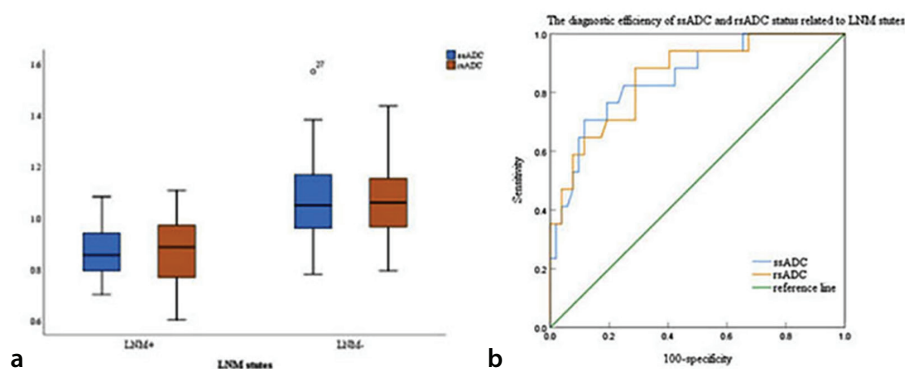 1.6
1.4
1.2
1.0
0.8
0.6
27
ssADC
rsADC
LNM+
LNM-
LNM states
a
The diagnostic efficiency of ssADC and rsADC status related to LNM states
1.0
0.8
0.6
0.4
0.2
0.0
Sensitivity
0.0
0.2
0.4
0.6
0.8
1.0
100-specificity
ssADC
rsADC
reference line
b